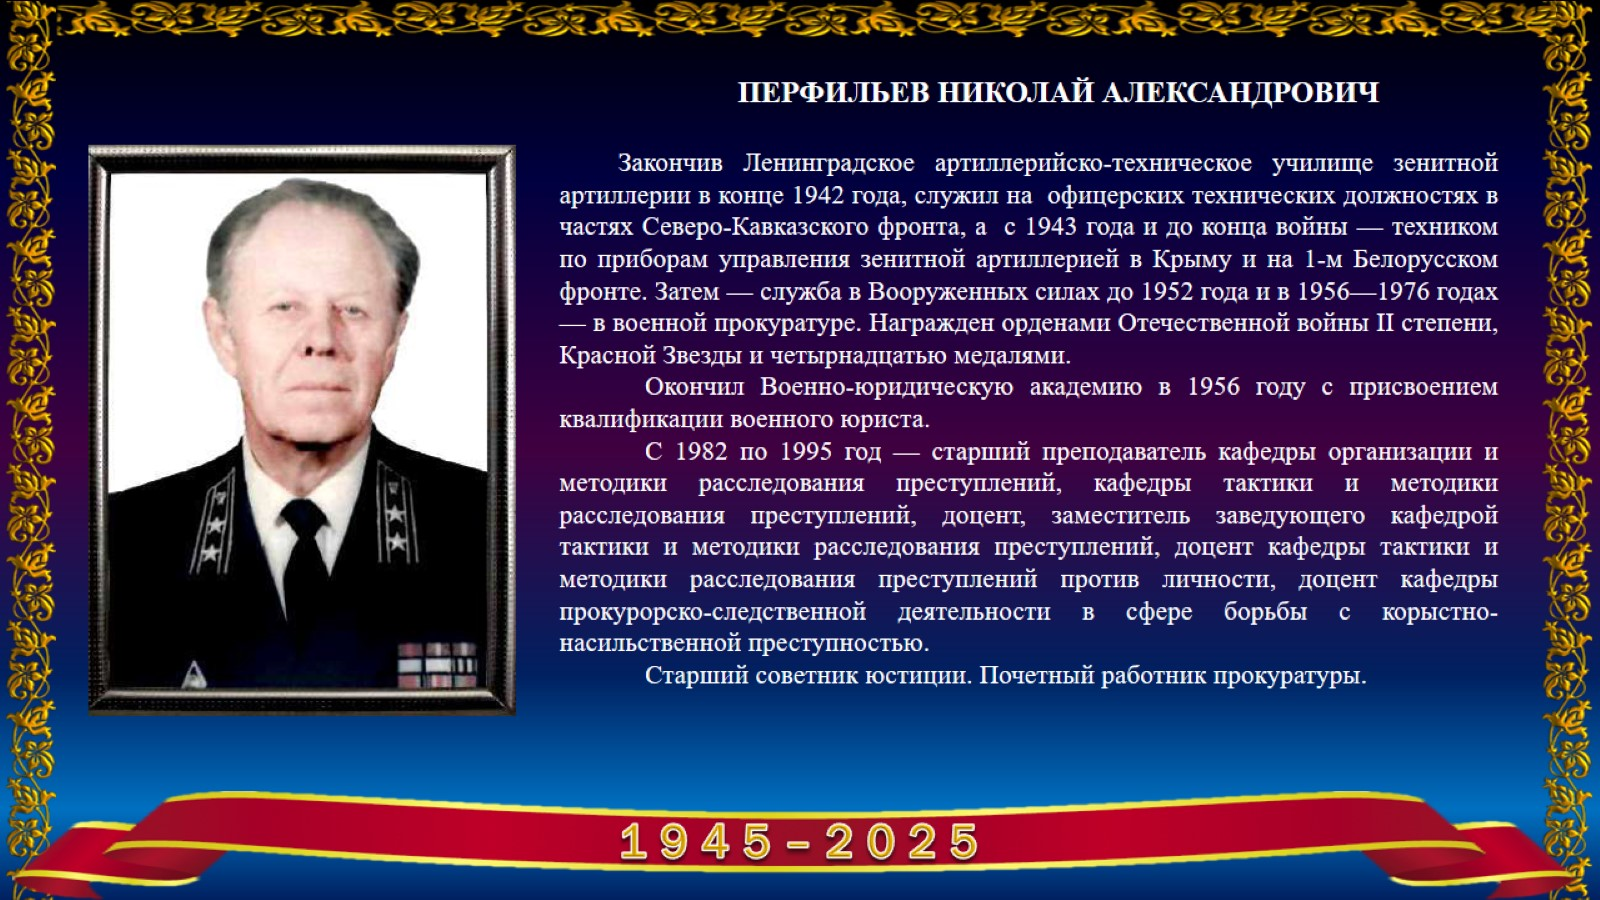 ПЕРФИЛЬЕВ НИКОЛАЙ АЛЕКСАНДРОВИЧ
Закончив Ленинградское артиллерийско-техническое училище зенитной
артиллерии в конце 1942 года, служил на офицерских технических должностях в
частях Северо-Кавказского фронта, а с 1943 года и до конца войны — техником
по приборам управления зенитной артиллерией в Крыму и на 1-м Белорусском
фронте. Затем — служба в Вооруженных силах до 1952 года и в 1956—1976 годах
— в военной прокуратуре. Награжден орденами Отечественной войны II степени,
Красной Звезды и четырнадцатью медалями.
Окончил Военно-юридическую академию в 1956 году с присвоением
квалификации военного юриста.
С 1982 по 1995 год — старший преподаватель кафедры организации и
методики расследования преступлений, кафедры тактики и методики
расследования преступлений, доцент, заместитель заведующего кафедрой
тактики и методики расследования преступлений, доцент кафедры тактики и
методики расследования преступлений против личности, доцент кафедры
прокурорско-следственной деятельности в сфере борьбы с корыстно-
насильственной преступностью.
Старший советник юстиции. Почетный работник прокуратуры.
1945–2025